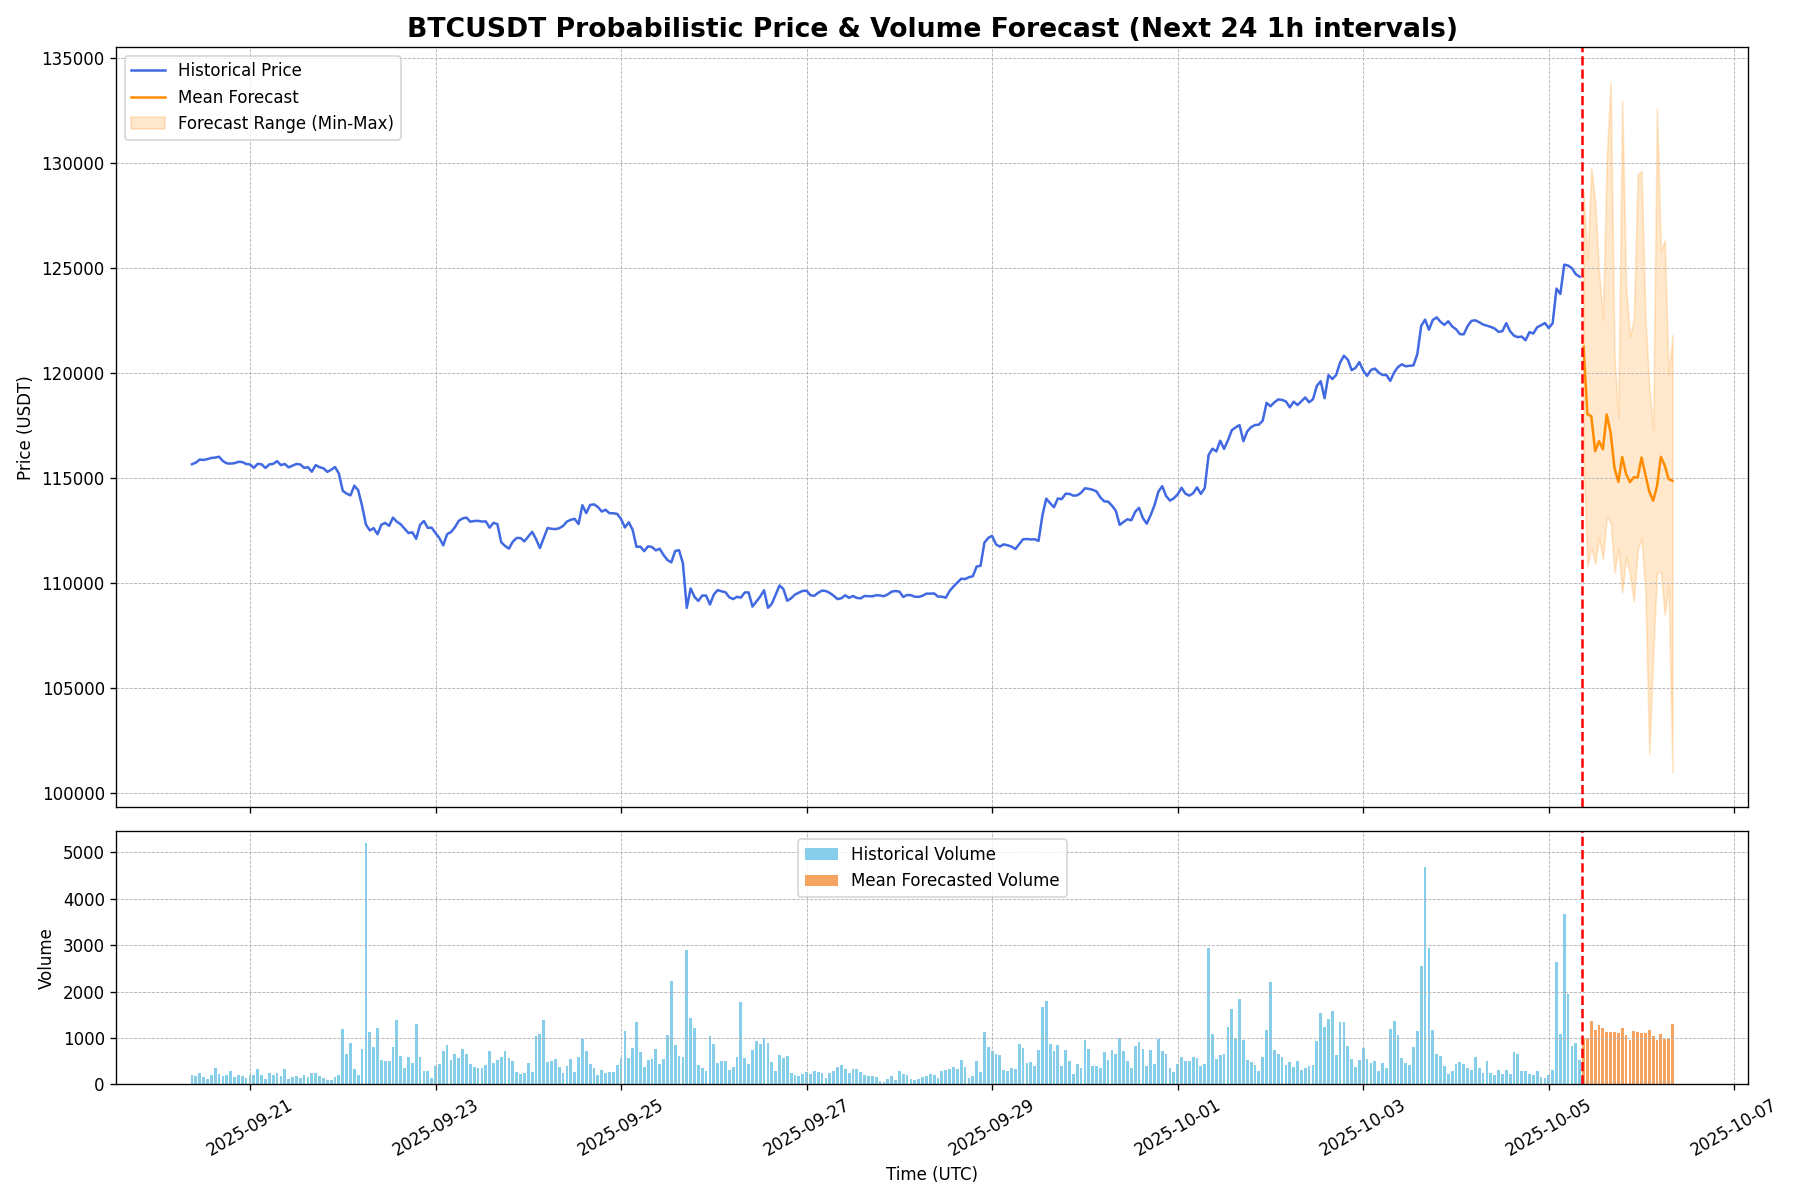 BTCUSDT Probabilistic Price & Volume Forecast (Next 24 1h intervals)
Historical Price
Mean Forecast
Forecast Range (Min-Max)
Price (USDT)
135000
130000
125000
120000
115000
110000
105000
100000
Historical Volume
Mean Forecasted Volume
Volume
5000
4000
3000
2000
1000
0
2025-09-21
2025-09-23
2025-09-25
2025-09-27
2025-09-29
2025-10-01
2025-10-03
2025-10-05
2025-10-07
Time (UTC)